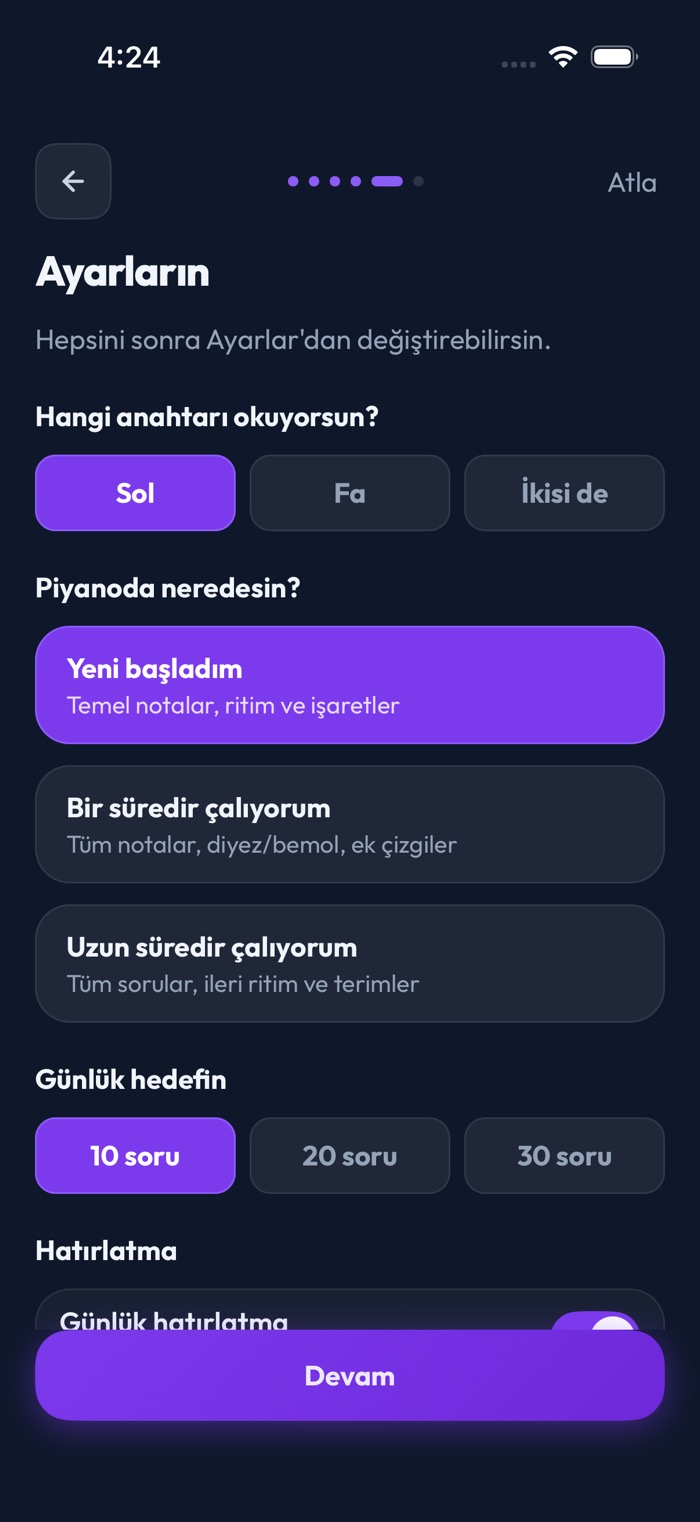 4:24
Atla
Ayarların
Hepsini sonra Ayarlar'dan değiştirebilirsin.
Hangi anahtarı okuyorsun?
Sol
Fa
İkisi de
Piyanoda neredesin?
Yeni başladım
Temel notalar, ritim ve işaretler
Bir süredir çalıyorum
Tüm notalar, diyez/bemol, ek çizgiler
Uzun süredir çalıyorum
Tüm sorular, ileri ritim ve terimler
Günlük hedefin
10 soru
20 soru
30 soru
Hatırlatma
Günlük hatırlatma
Devam